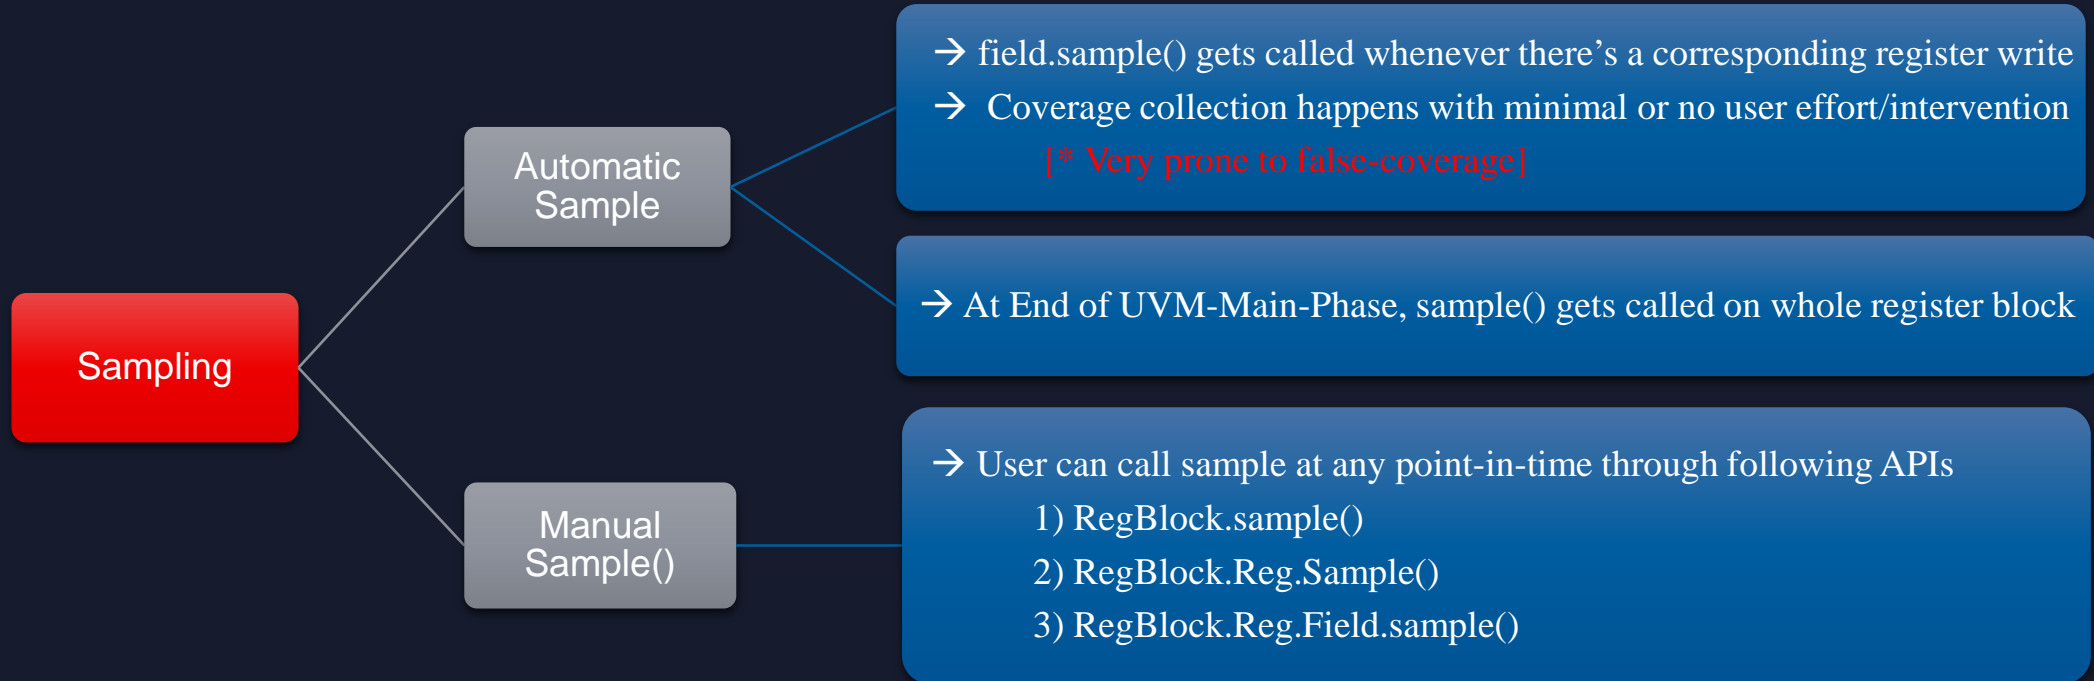 Sampling
Automatic
Sample
→ field.sample() gets called whenever there’s a corresponding register write
→ Coverage collection happens with minimal or no user effort/intervention
[* Very prone to false-coverage]
→ At End of UVM-Main-Phase, sample() gets called on whole register block
Manual
Sample()
→ User can call sample at any point-in-time through following APIs
1) RegBlock.sample()
2) RegBlock.Reg.Sample()
3) RegBlock.Reg.Field.sample()